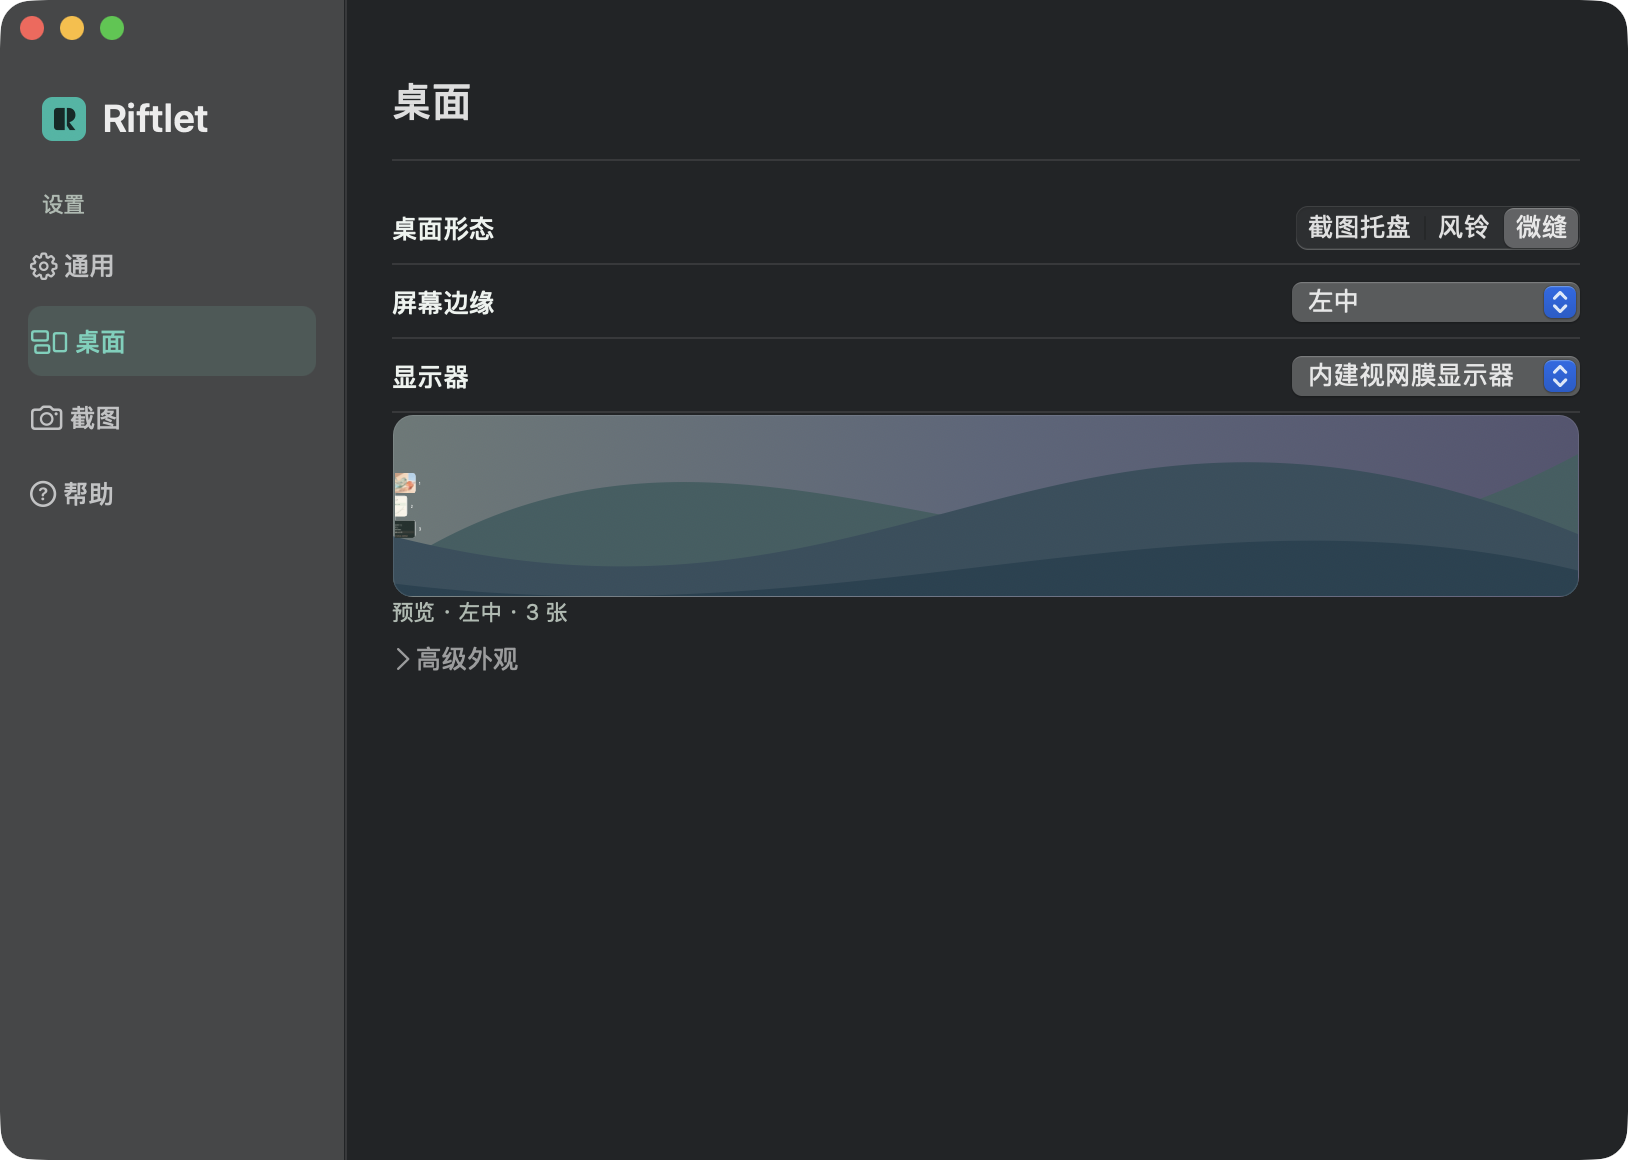 Riftlet
设置
通用
桌面
截图
帮助
桌面
桌面形态
截图托盘 风铃 微缝
屏幕边缘
左中
显示器
内建视网膜显示器
预览 · 左中 · 3 张
高级外观